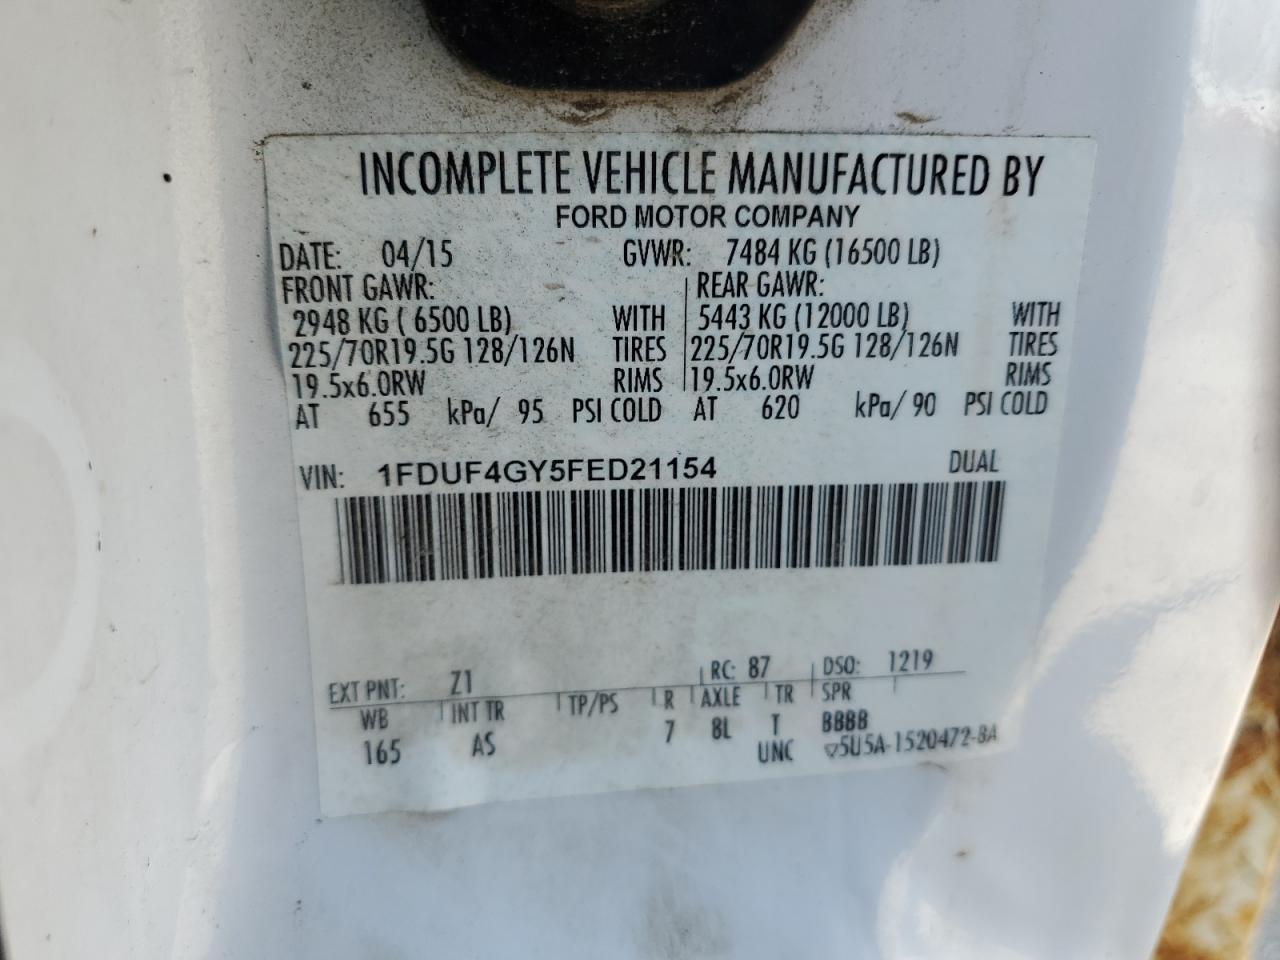 INCOMPLETE VEHICLE MANUFACTURED BY
FORD MOTOR COMPANY
DATE: 04/15 GVWR: 7484 KG (16500 LB)
FRONT GAWR: REAR GAWR:
2948 KG ( 6500 LB) WITH 5443 KG (12000 LB) WITH
225/70R19.5G 128/126N TIRES 225/70R19.5G 128/126N TIRES
19.5x6.0RW RIMS 19.5x6.0RW RIMS
AT 655 kPa/ 95 PSI COLD AT 620 kPa/ 90 PSI COLD
VIN: 1FDUF4GY5FED21154 DUAL
EXT PNT: Z1 RC: 87 DSO: 1219
WB INT TR TP/PS R AXLE TR SPR
165 AS 7 8L T BBBB
UNC ▽5U5A-1520472-BA